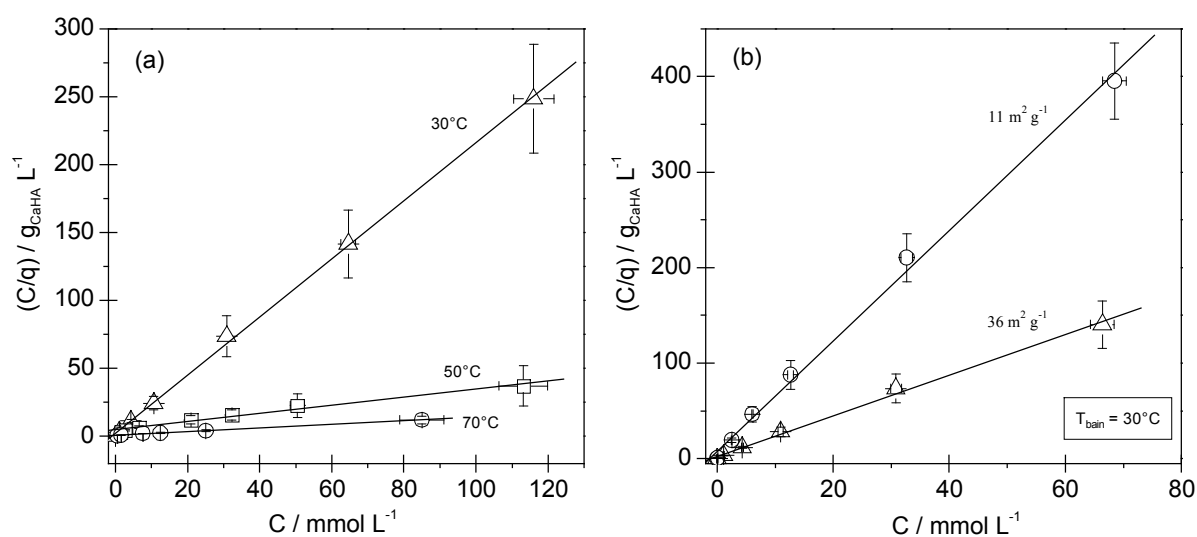 (a)
300
250
200
150
100
50
0
(C/q) / g_CaHA L⁻¹
30°C
50°C
70°C
0 20 40 60 80 100 120
C / mmol L⁻¹
(b)
400
300
200
100
0
(C/q) / g_CaHA L⁻¹
11 m² g⁻¹
36 m² g⁻¹
T_bain = 30°C
0 20 40 60 80
C / mmol L⁻¹